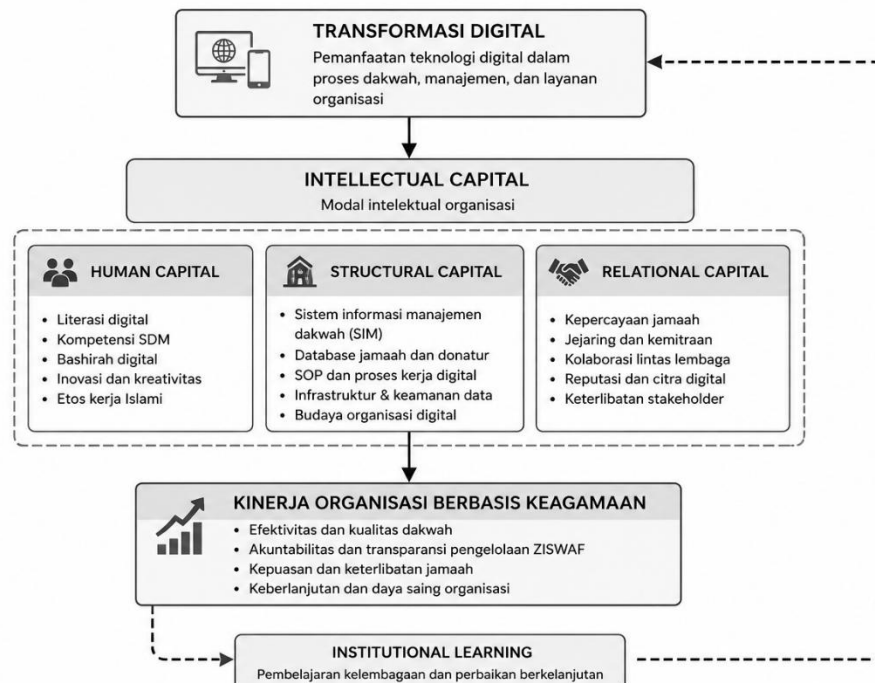 TRANSFORMASI DIGITAL
Pemanfaatan teknologi digital dalam
proses dakwah, manajemen, dan layanan
organisasi
INTELLECTUAL CAPITAL
Modal intelektual organisasi
HUMAN CAPITAL
• Literasi digital
• Kompetensi SDM
• Bashirah digital
• Inovasi dan kreativitas
• Etos kerja Islami
STRUCTURAL CAPITAL
• Sistem informasi manajemen
dakwah (SIM)
• Database jamaah dan donatur
• SOP dan proses kerja digital
• Infrastruktur & keamanan data
• Budaya organisasi digital
RELATIONAL CAPITAL
• Kepercayaan jamaah
• Jejaring dan kemitraan
• Kolaborasi lintas lembaga
• Reputasi dan citra digital
• Keterlibatan stakeholder
KINERJA ORGANISASI BERBASIS KEAGAMAAN
• Efektivitas dan kualitas dakwah
• Akuntabilitas dan transparansi pengelolaan ZISWAF
• Kepuasan dan keterlibatan jamaah
• Keberlanjutan dan daya saing organisasi
INSTITUTIONAL LEARNING
Pembelajaran kelembagaan dan perbaikan berkelanjutan